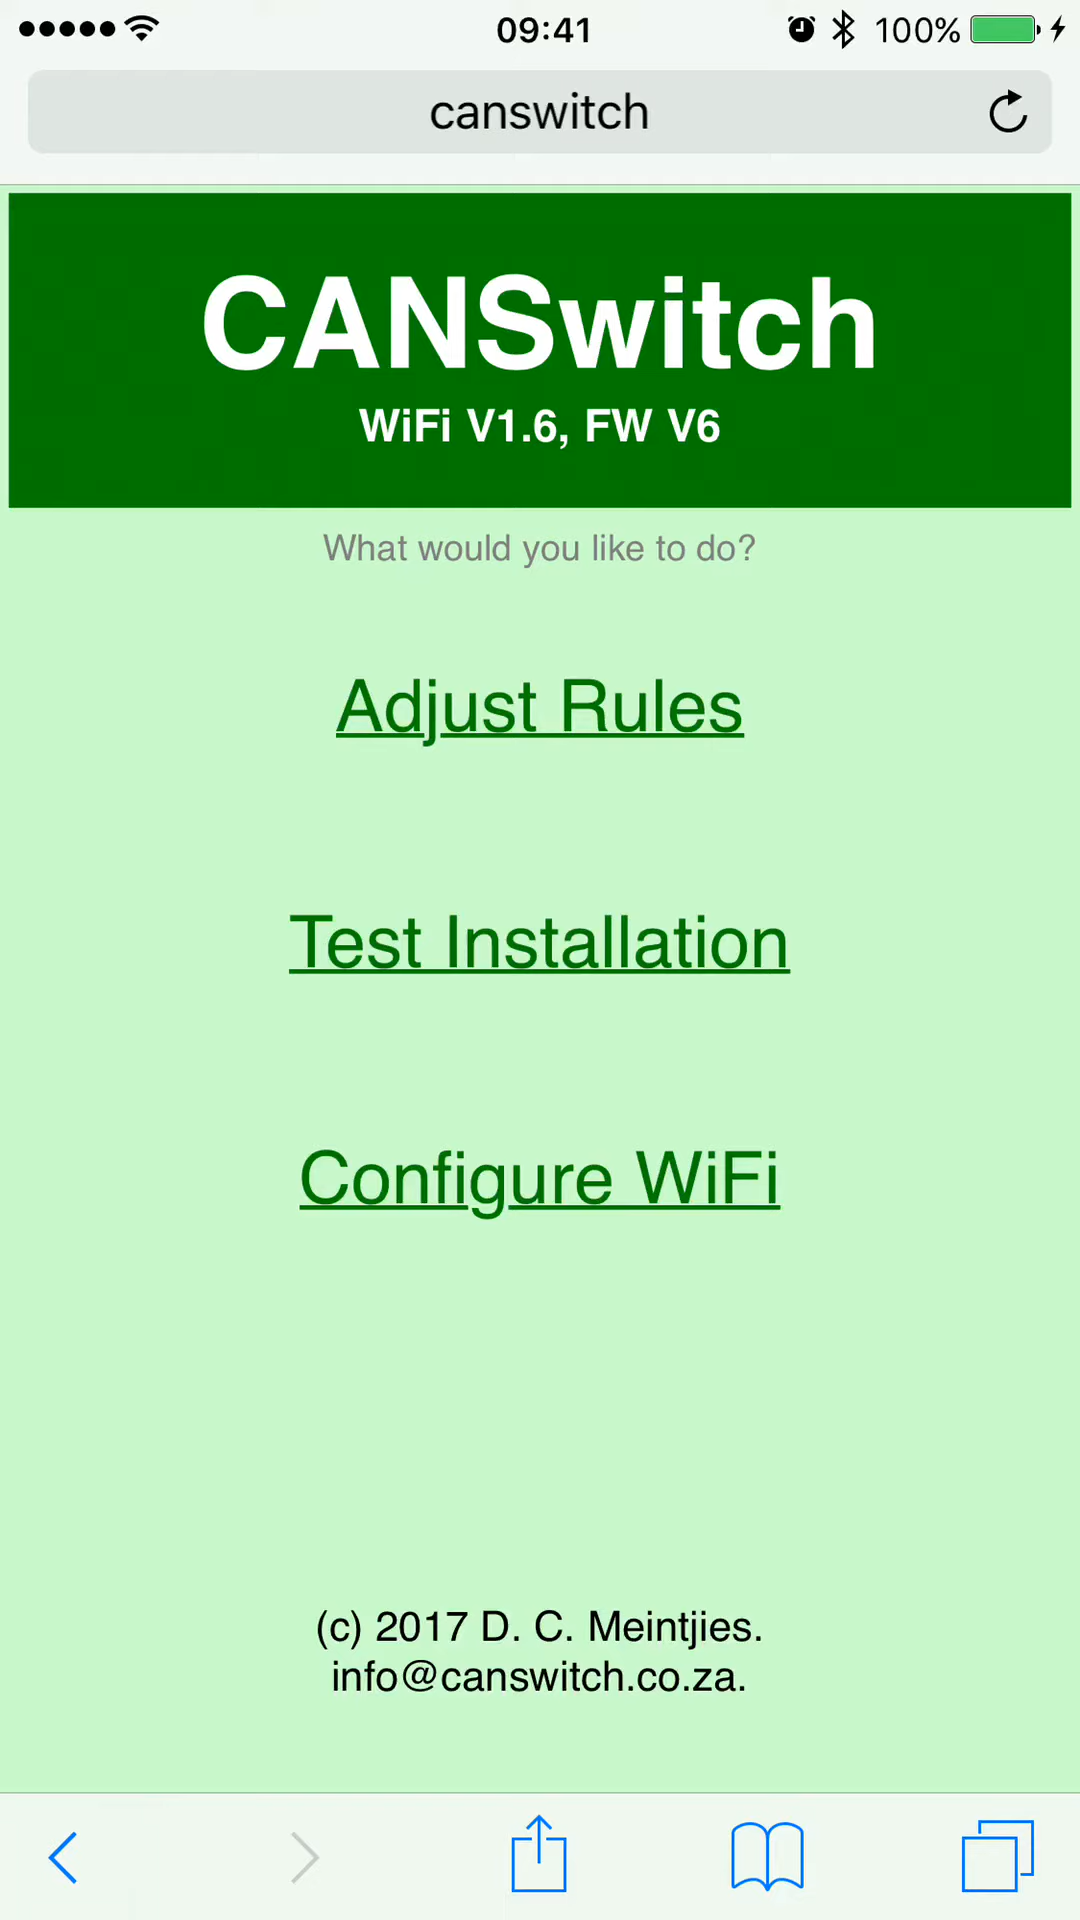 09:41
100%
canswitch
CANSwitch
WiFi V1.6, FW V6
What would you like to do?
Adjust Rules
Test Installation
Configure WiFi
(c) 2017 D. C. Meintjies.
info@canswitch.co.za.